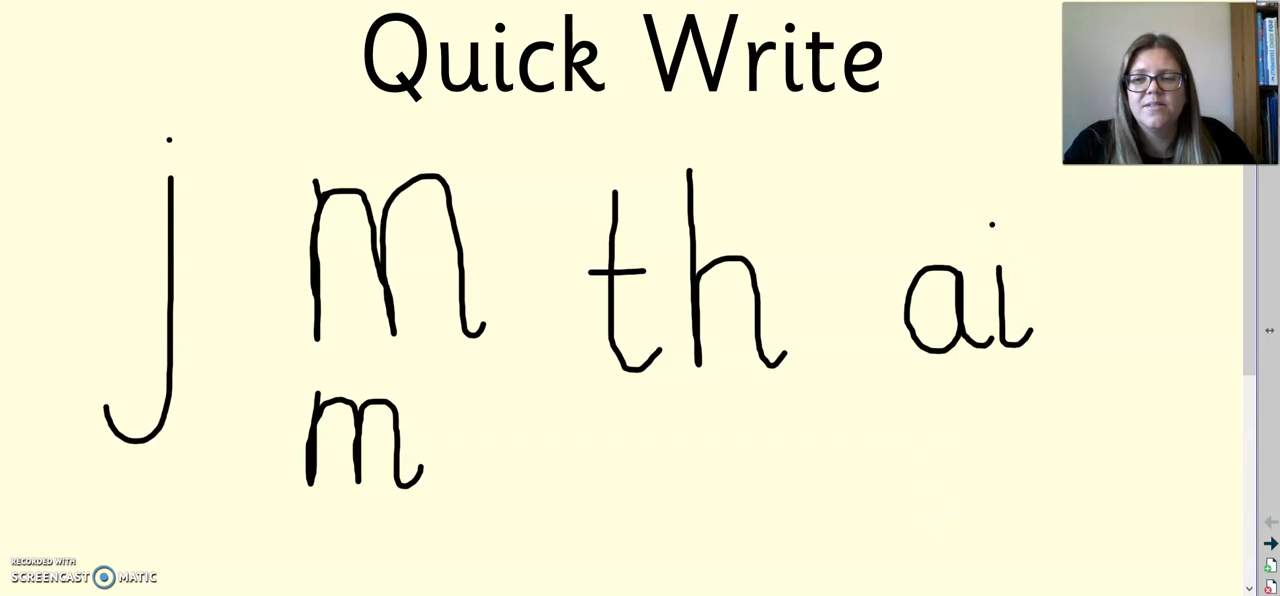 Quick Write
j m th ai
m
RECORDED WITH
SCREENCAST MATIC